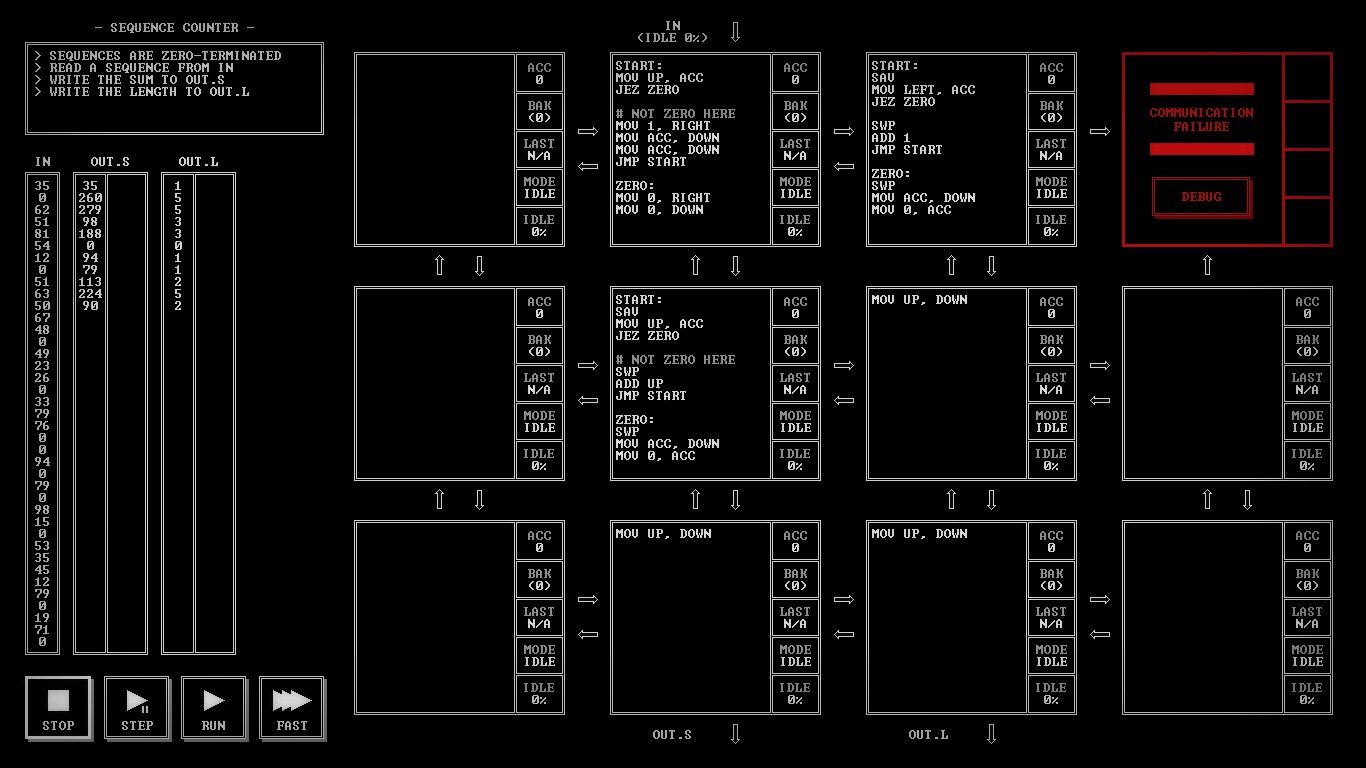 — SEQUENCE COUNTER —
> SEQUENCES ARE ZERO-TERMINATED
> READ A SEQUENCE FROM IN
> WRITE THE SUM TO OUT.S
> WRITE THE LENGTH TO OUT.L
IN OUT.S OUT.L
35 35 1
0 260 5
62 279 5
51 98 3
81 188 3
54 0 0
12 94 1
0 79 1
51 113 2
63 224 5
50 90 2
67
48
0
49
23
26
0
33
79
76
0
0
94
0
79
0
98
15
0
53
35
45
12
79
0
19
71
0
STOP
STEP
RUN
FAST
IN
(IDLE 0%)
ACC
0
BAK
(0)
LAST
N/A
MODE
IDLE
IDLE
0%
START:
MOV UP, ACC
JEZ ZERO
# NOT ZERO HERE
MOV 1, RIGHT
MOV ACC, DOWN
MOV ACC, DOWN
JMP START
ZERO:
MOV 0, RIGHT
MOV 0, DOWN
ACC
0
BAK
(0)
LAST
N/A
MODE
IDLE
IDLE
0%
START:
SAV
MOV LEFT, ACC
JEZ ZERO
SWP
ADD 1
JMP START
ZERO:
SWP
MOV ACC, DOWN
MOV 0, ACC
ACC
0
BAK
(0)
LAST
N/A
MODE
IDLE
IDLE
0%
COMMUNICATION
FAILURE
DEBUG
ACC
0
BAK
(0)
LAST
N/A
MODE
IDLE
IDLE
0%
START:
SAV
MOV UP, ACC
JEZ ZERO
# NOT ZERO HERE
SWP
ADD UP
JMP START
ZERO:
SWP
MOV ACC, DOWN
MOV 0, ACC
ACC
0
BAK
(0)
LAST
N/A
MODE
IDLE
IDLE
0%
MOV UP, DOWN
ACC
0
BAK
(0)
LAST
N/A
MODE
IDLE
IDLE
0%
ACC
0
BAK
(0)
LAST
N/A
MODE
IDLE
IDLE
0%
ACC
0
BAK
(0)
LAST
N/A
MODE
IDLE
IDLE
0%
MOV UP, DOWN
ACC
0
BAK
(0)
LAST
N/A
MODE
IDLE
IDLE
0%
MOV UP, DOWN
ACC
0
BAK
(0)
LAST
N/A
MODE
IDLE
IDLE
0%
ACC
0
BAK
(0)
LAST
N/A
MODE
IDLE
IDLE
0%
OUT.S
OUT.L